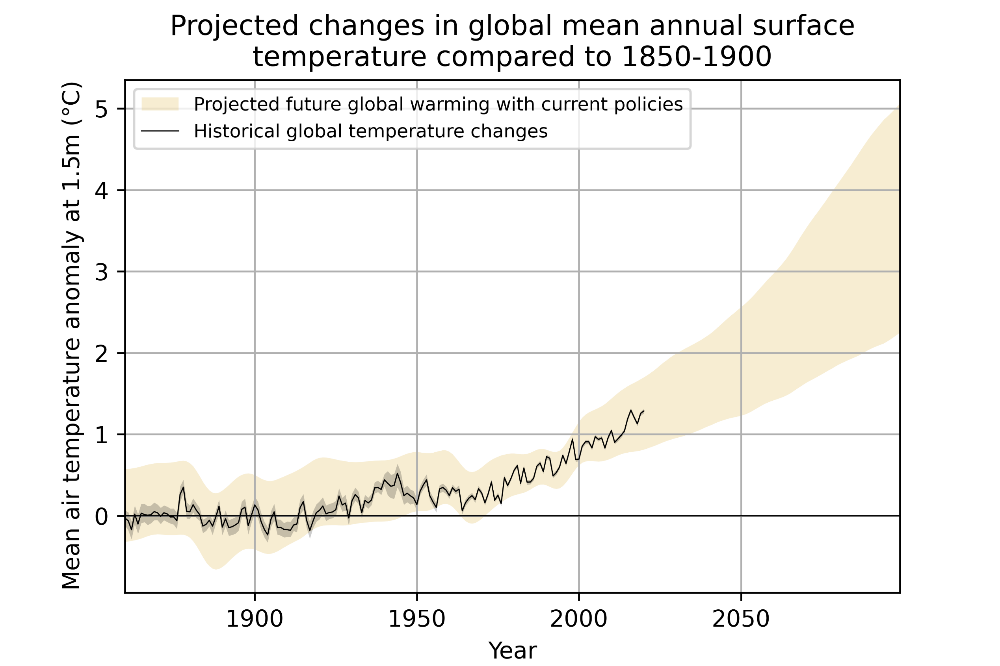 Projected changes in global mean annual surface
temperature compared to 1850-1900
Mean air temperature anomaly at 1.5m (°C)
Projected future global warming with current policies
Historical global temperature changes
5
4
3
2
1
0
1900
1950
2000
2050
Year